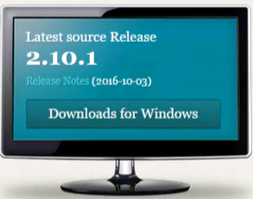 Latest source Release
2.10.1
Release Notes (2016-10-03)
Downloads for Windows